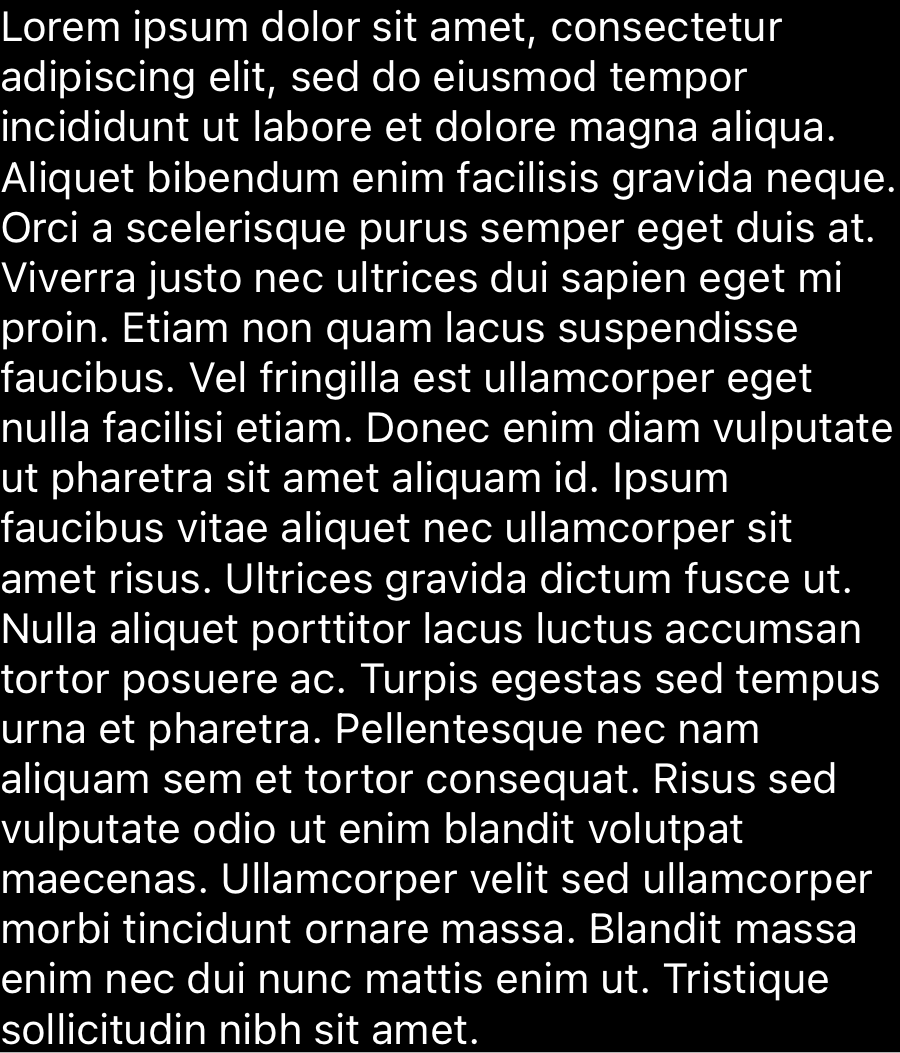 Lorem ipsum dolor sit amet, consectetur
adipiscing elit, sed do eiusmod tempor
incididunt ut labore et dolore magna aliqua.
Aliquet bibendum enim facilisis gravida neque.
Orci a scelerisque purus semper eget duis at.
Viverra justo nec ultrices dui sapien eget mi
proin. Etiam non quam lacus suspendisse
faucibus. Vel fringilla est ullamcorper eget
nulla facilisi etiam. Donec enim diam vulputate
ut pharetra sit amet aliquam id. Ipsum
faucibus vitae aliquet nec ullamcorper sit
amet risus. Ultrices gravida dictum fusce ut.
Nulla aliquet porttitor lacus luctus accumsan
tortor posuere ac. Turpis egestas sed tempus
urna et pharetra. Pellentesque nec nam
aliquam sem et tortor consequat. Risus sed
vulputate odio ut enim blandit volutpat
maecenas. Ullamcorper velit sed ullamcorper
morbi tincidunt ornare massa. Blandit massa
enim nec dui nunc mattis enim ut. Tristique
sollicitudin nibh sit amet.